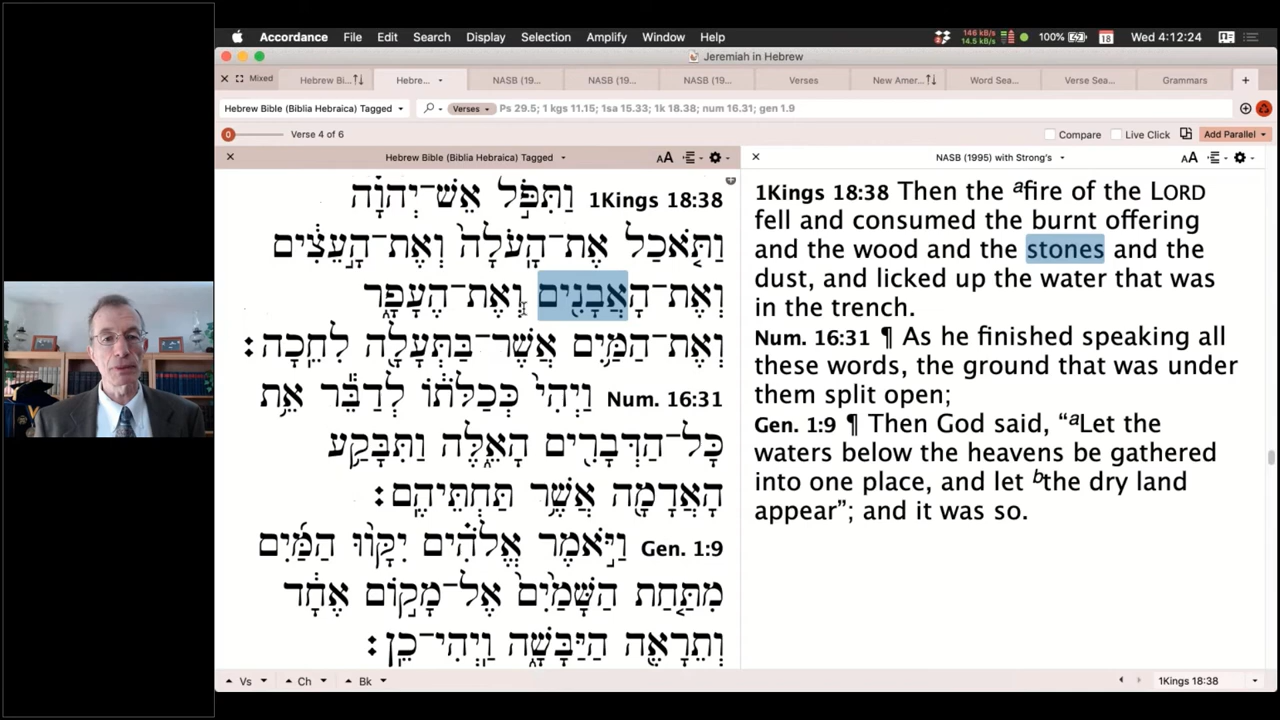 Accordance File Edit Search Display Selection Amplify Window Help 146 kB/s 14.5 kB/s 100% 18 Wed 4:12:24
Jeremiah in Hebrew
Mixed Hebrew Bi... Hebre... NASB (19... NASB (19... NASB (19... Verses New Amer... Word Sea... Verse Sea... Grammars +
Hebrew Bible (Biblia Hebraica) Tagged Verses Ps 29.5; 1 kgs 11.15; 1sa 15.33; 1k 18.38; num 16.31; gen 1.9
0 Verse 4 of 6 Compare Live Click Add Parallel
Hebrew Bible (Biblia Hebraica) Tagged AA
1Kings 18:38 וַתִּפֹּ֣ל אֵשׁ־יְהוָ֗ה
וַתֹּ֤אכַל אֶת־הָֽעֹלָה֙ וְאֶת־הָ֣עֵצִ֔ים
וְאֶת־הָאֲבָנִ֖ים וְאֶת־הֶעָפָ֑ר
וְאֶת־הַמַּ֥יִם אֲשֶׁר־בַּתְּעָלָ֖ה לִחֵֽכָה׃
Num. 16:31 וַיְהִי֙ כְּכַלֹּת֔וֹ לְדַבֵּ֕ר אֵ֥ת
כָּל־הַדְּבָרִ֖ים הָאֵ֑לֶּה וַתִּבָּקַ֥ע
הָאֲדָמָ֖ה אֲשֶׁ֥ר תַּחְתֵּיהֶֽם׃
Gen. 1:9 וַיֹּ֣אמֶר אֱלֹהִ֗ים יִקָּו֨וּ הַמַּ֜יִם
מִתַּ֤חַת הַשָּׁמַ֙יִם֙ אֶל־מָק֣וֹם אֶחָ֔ד
וְתֵרָאֶ֖ה הַיַּבָּשָׁ֑ה וַֽיְהִי־כֵֽן׃
NASB (1995) with Strong's AA
1Kings 18:38 Then the afire of the LORD
fell and consumed the burnt offering
and the wood and the stones and the
dust, and licked up the water that was
in the trench.
Num. 16:31 ¶ As he finished speaking all
these words, the ground that was under
them split open;
Gen. 1:9 ¶ Then God said, “aLet the
waters below the heavens be gathered
into one place, and let bthe dry land
appear”; and it was so.
Vs Ch Bk 1Kings 18:38